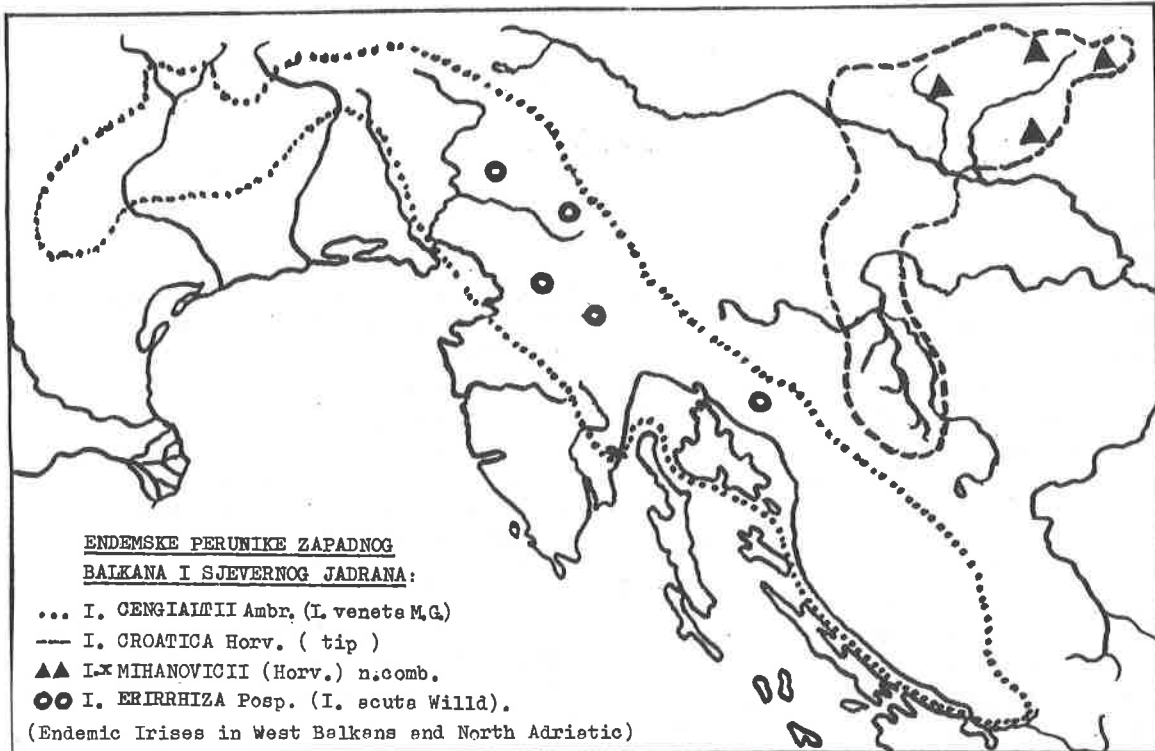 ENDEMSKE PERUNIKE ZAPADNOG
BALKANA I SJEVERNOG JADRANA:
... I. CENGIALTII Ambr. (I. veneta M.G.)
--- I. CROATICA Horv. ( tip )
▲▲ I.x MIHANOVICII (Horv.) n.comb.
OO I. ERIRRHIZA Posp. (I. acuta Willd).
(Endemic Irises in West Balkans and North Adriatic)